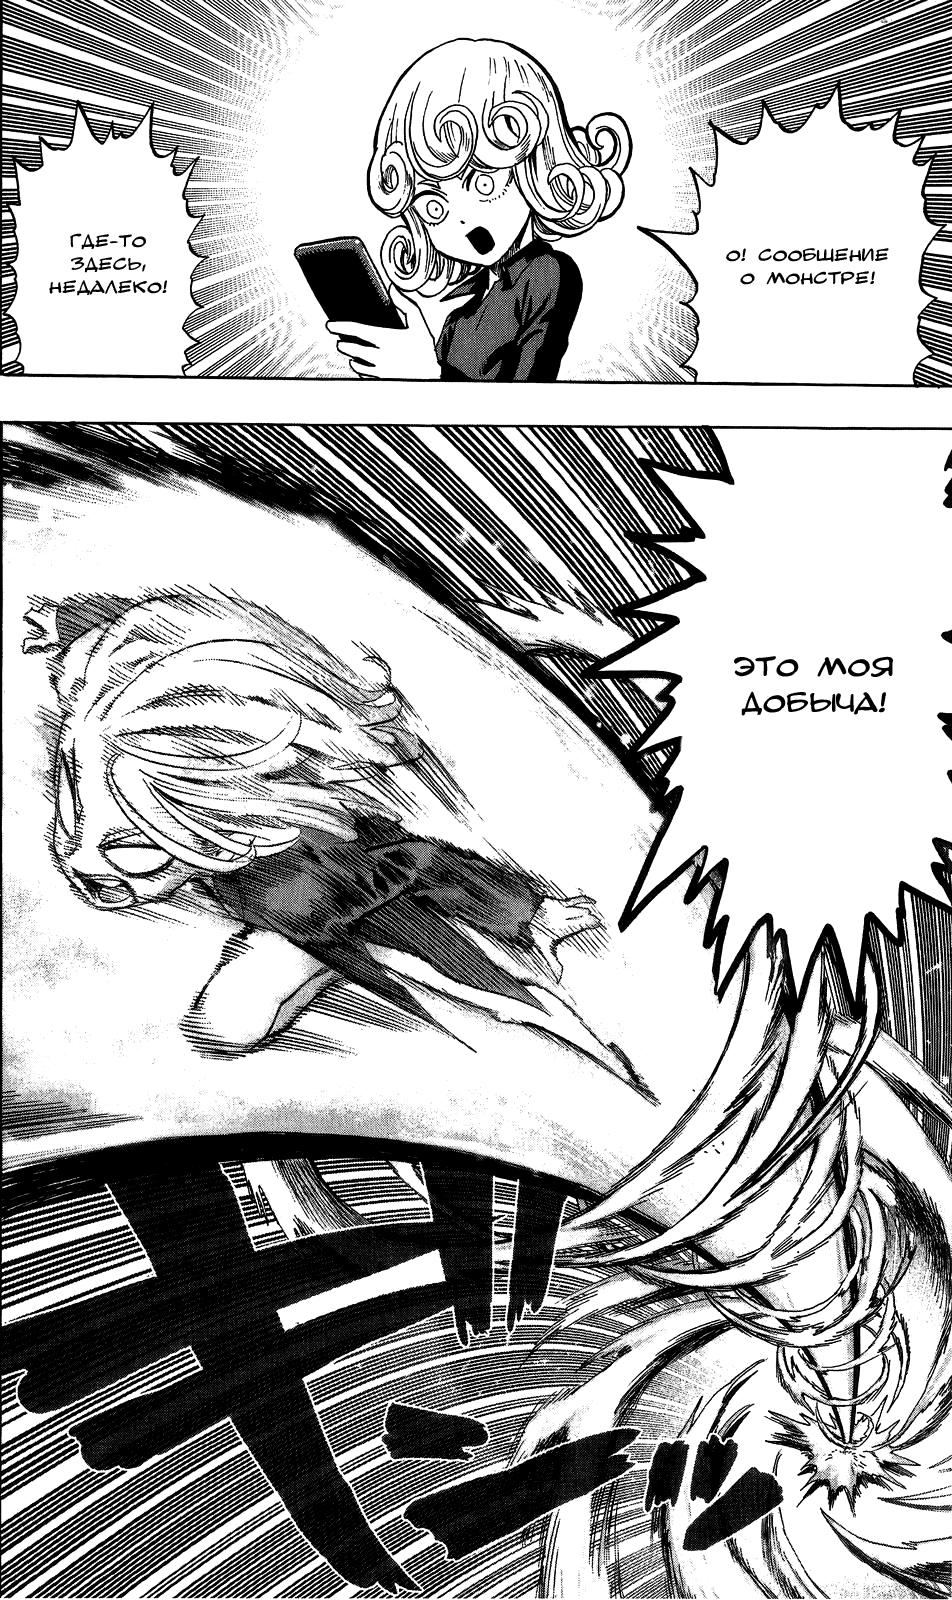 О! СООБЩЕНИЕ
О МОНСТРЕ!
ГДЕ-ТО
ЗДЕСЬ,
НЕДАЛЕКО!
ЭТО МОЯ
ДОБЫЧА!